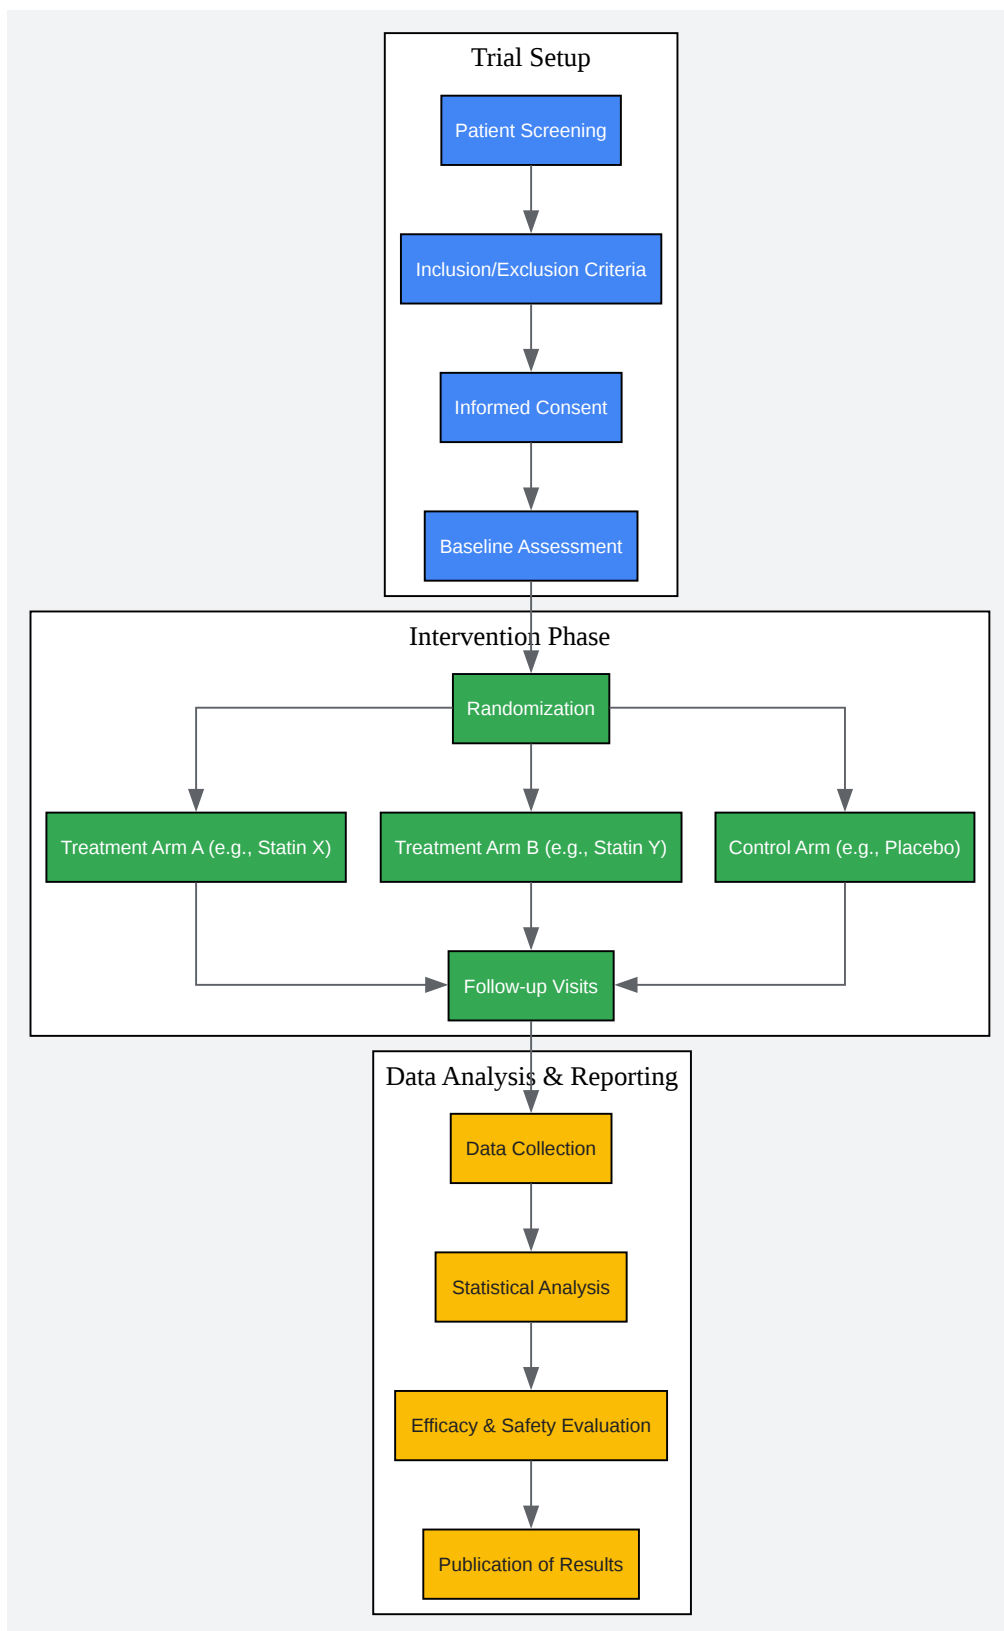 Trial Setup
Patient Screening
Inclusion/Exclusion Criteria
Informed Consent
Baseline Assessment
Intervention Phase
Randomization
Treatment Arm A (e.g., Statin X)
Treatment Arm B (e.g., Statin Y)
Control Arm (e.g., Placebo)
Follow-up Visits
Data Analysis & Reporting
Data Collection
Statistical Analysis
Efficacy & Safety Evaluation
Publication of Results